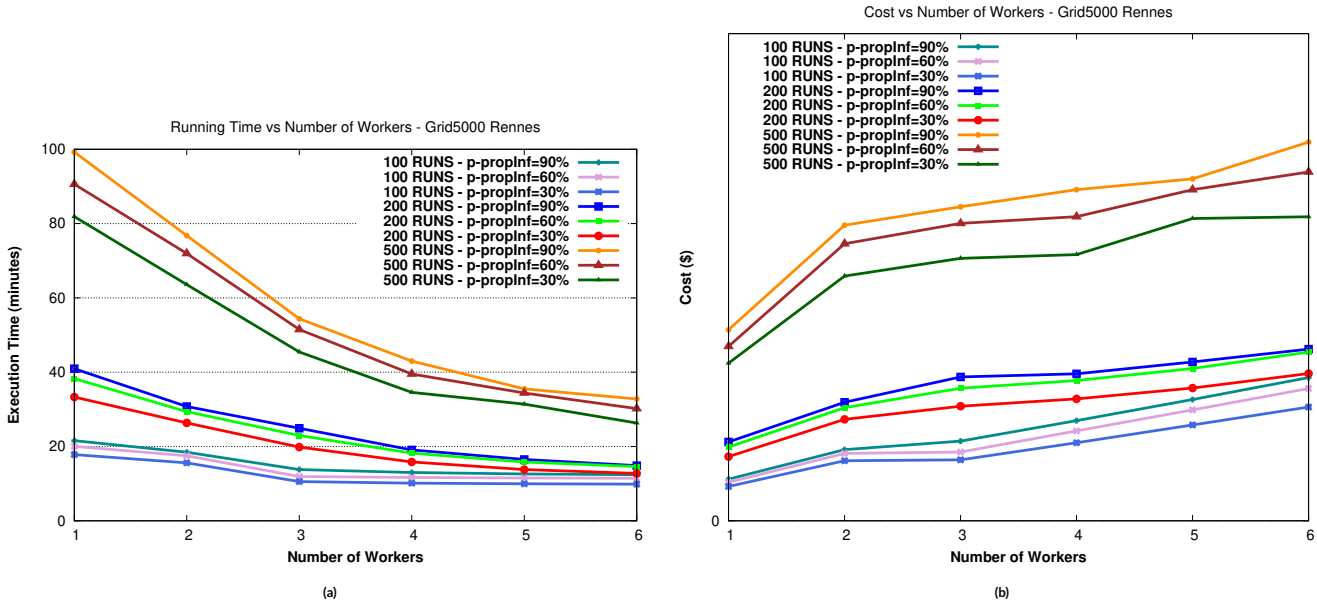 Running Time vs Number of Workers - Grid5000 Rennes
100 RUNS - p-propInf=90%
100 RUNS - p-propInf=60%
100 RUNS - p-propInf=30%
200 RUNS - p-propInf=90%
200 RUNS - p-propInf=60%
200 RUNS - p-propInf=30%
500 RUNS - p-propInf=90%
500 RUNS - p-propInf=60%
500 RUNS - p-propInf=30%
Execution Time (minutes)
100
80
60
40
20
0
1 2 3 4 5 6
Number of Workers
(a)
Cost vs Number of Workers - Grid5000 Rennes
100 RUNS - p-propInf=90%
100 RUNS - p-propInf=60%
100 RUNS - p-propInf=30%
200 RUNS - p-propInf=90%
200 RUNS - p-propInf=60%
200 RUNS - p-propInf=30%
500 RUNS - p-propInf=90%
500 RUNS - p-propInf=60%
500 RUNS - p-propInf=30%
Cost ($)
0
1 2 3 4 5 6
Number of Workers
(b)